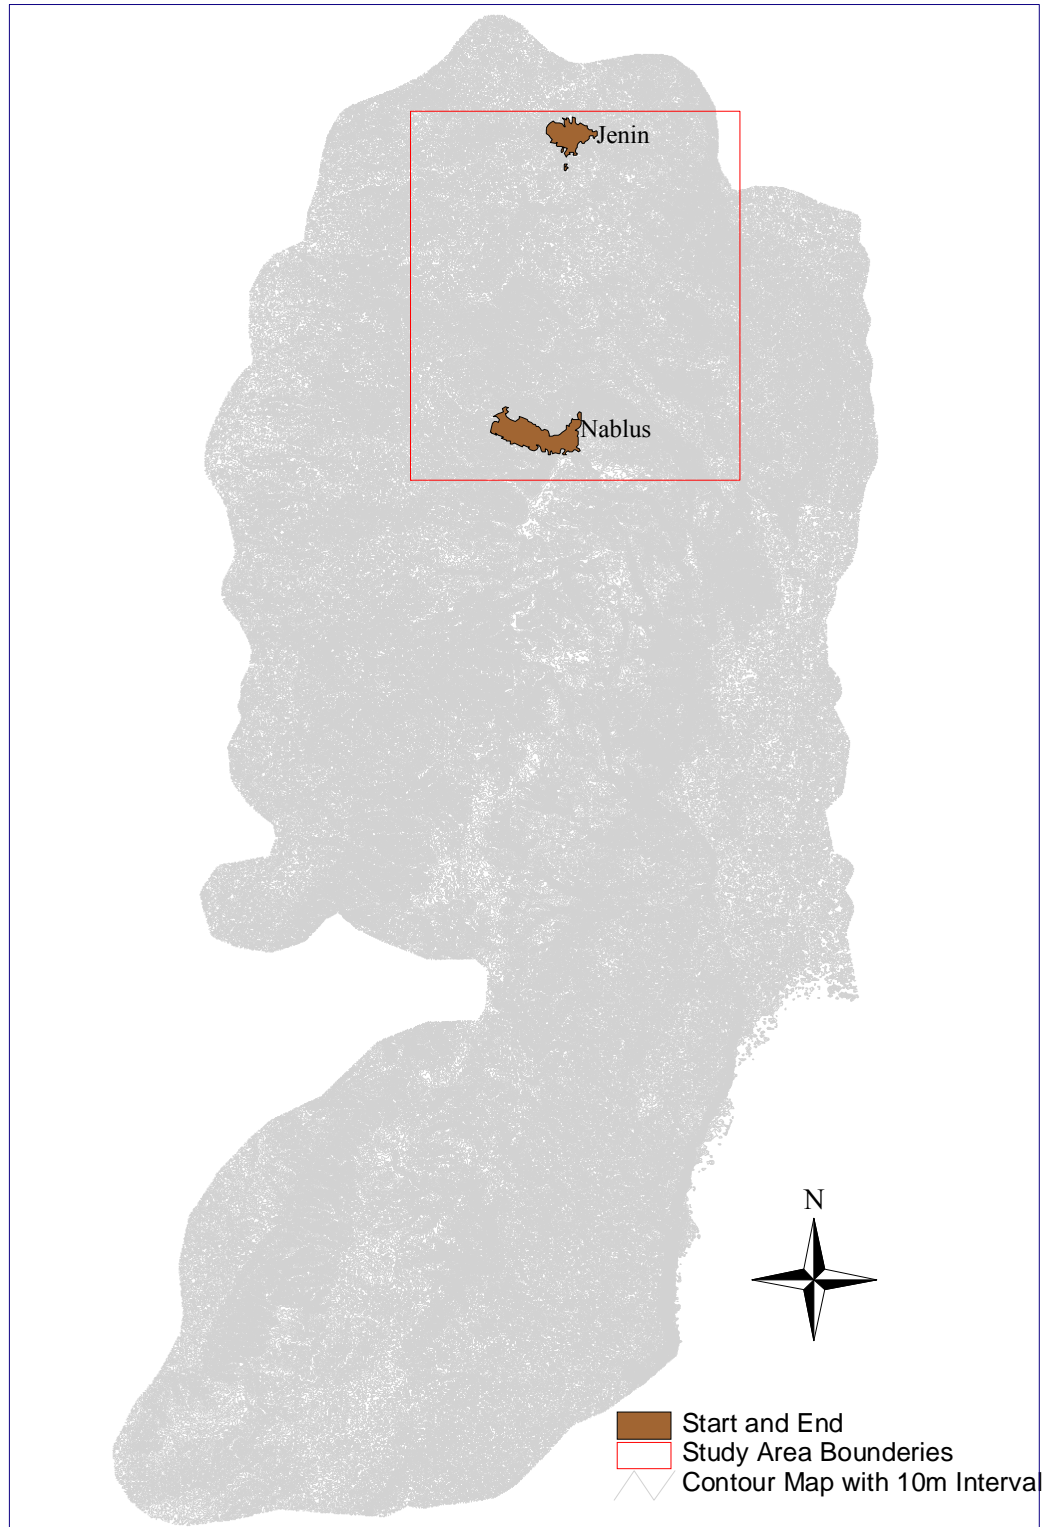 Jenin
Nablus
N
Start and End
Study Area Bounderies
Contour Map with 10m Interval